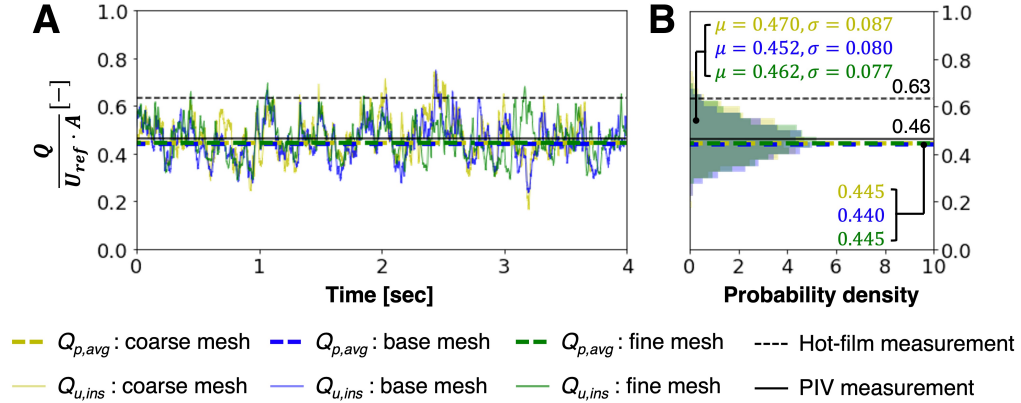 A
B
Q / (U_ref · A) [−]
1.0
0.8
0.6
0.4
0.2
0.0
0 1 2 3 4
Time [sec]
μ = 0.470, σ = 0.087
μ = 0.452, σ = 0.080
μ = 0.462, σ = 0.077
0.63
0.46
0.445
0.440
0.445
1.0
0.8
0.6
0.4
0.2
0.0
0 2 4 6 8 10
Probability density
Q_p,avg : coarse mesh
Q_p,avg : base mesh
Q_p,avg : fine mesh
Hot-film measurement
Q_u,ins : coarse mesh
Q_u,ins : base mesh
Q_u,ins : fine mesh
PIV measurement